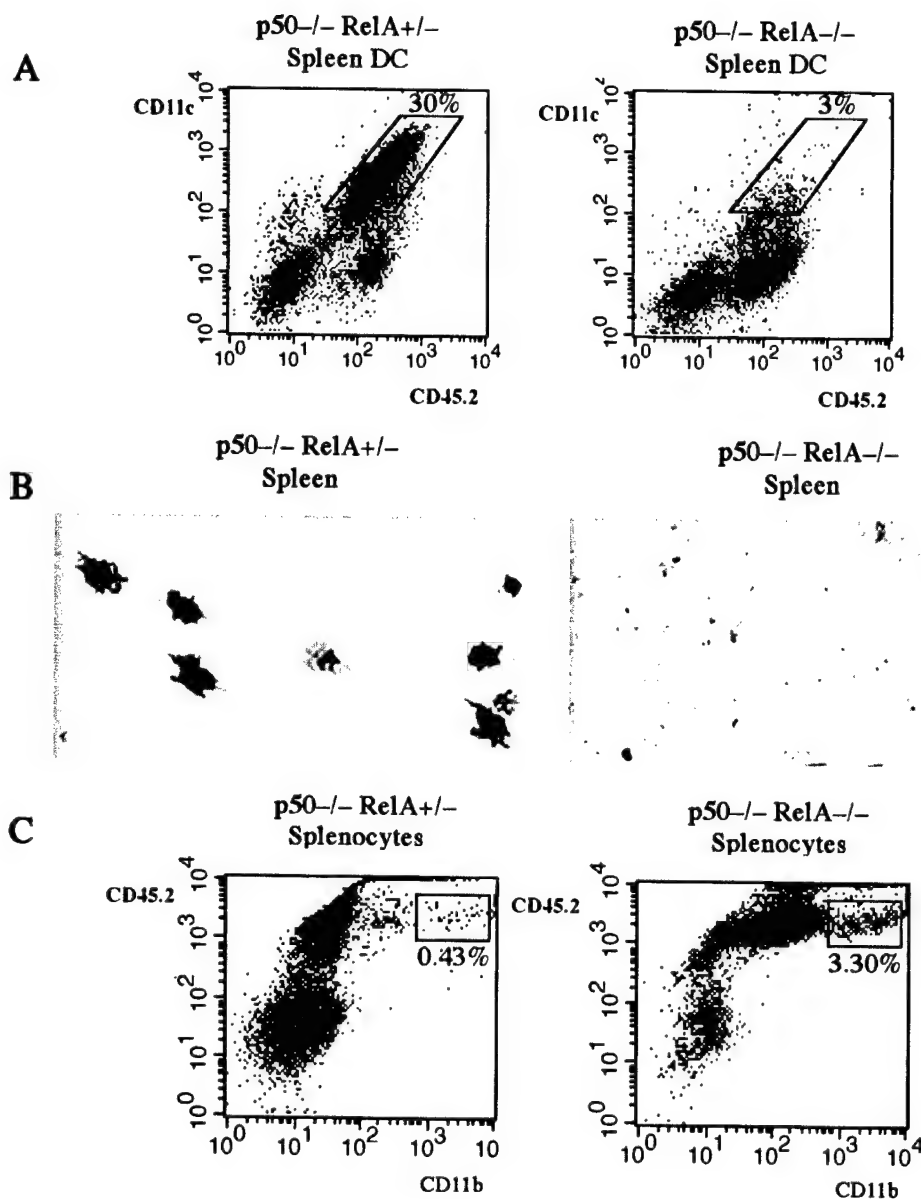 A
p50–/– RelA+/–
Spleen DC
p50–/– RelA–/–
Spleen DC
CD11c
10^4
10^3
10^2
10^1
10^0
30%
10^0 10^1 10^2 10^3 10^4
CD45.2
CD11c
10^4
10^3
10^2
10^1
10^0
3%
10^0 10^1 10^2 10^3 10^4
CD45.2
B
p50–/– RelA+/–
Spleen
p50–/– RelA–/–
Spleen
C
p50–/– RelA+/–
Splenocytes
p50–/– RelA–/–
Splenocytes
CD45.2
10^4
10^3
10^2
10^1
10^0
0.43%
10^0 10^1 10^2 10^3 10
CD11b
CD45.2
10^4
10^3
10^2
10^1
10^0
3.30%
10^0 10^1 10^2 10^3 10^4
CD11b